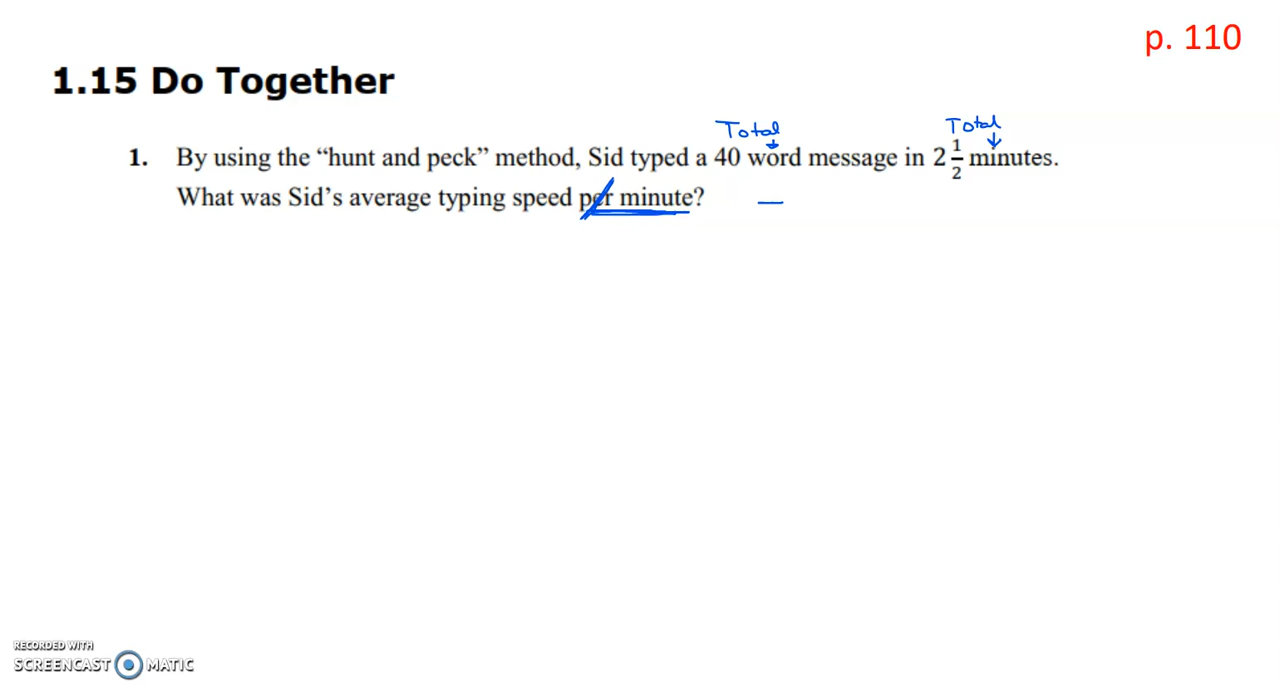 p. 110
1.15 Do Together
Total Total
1. By using the “hunt and peck” method, Sid typed a 40 word message in 2 1/2 minutes.
What was Sid’s average typing speed per minute?
RECORDED WITH
SCREENCAST MATIC